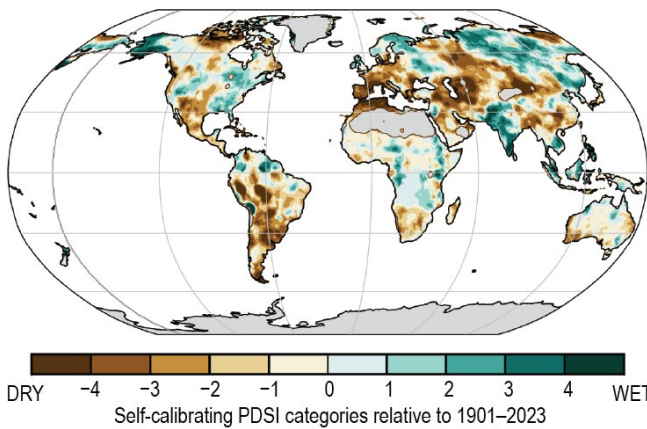 DRY −4 −3 −2 −1 0 1 2 3 4 WET
Self-calibrating PDSI categories relative to 1901–2023